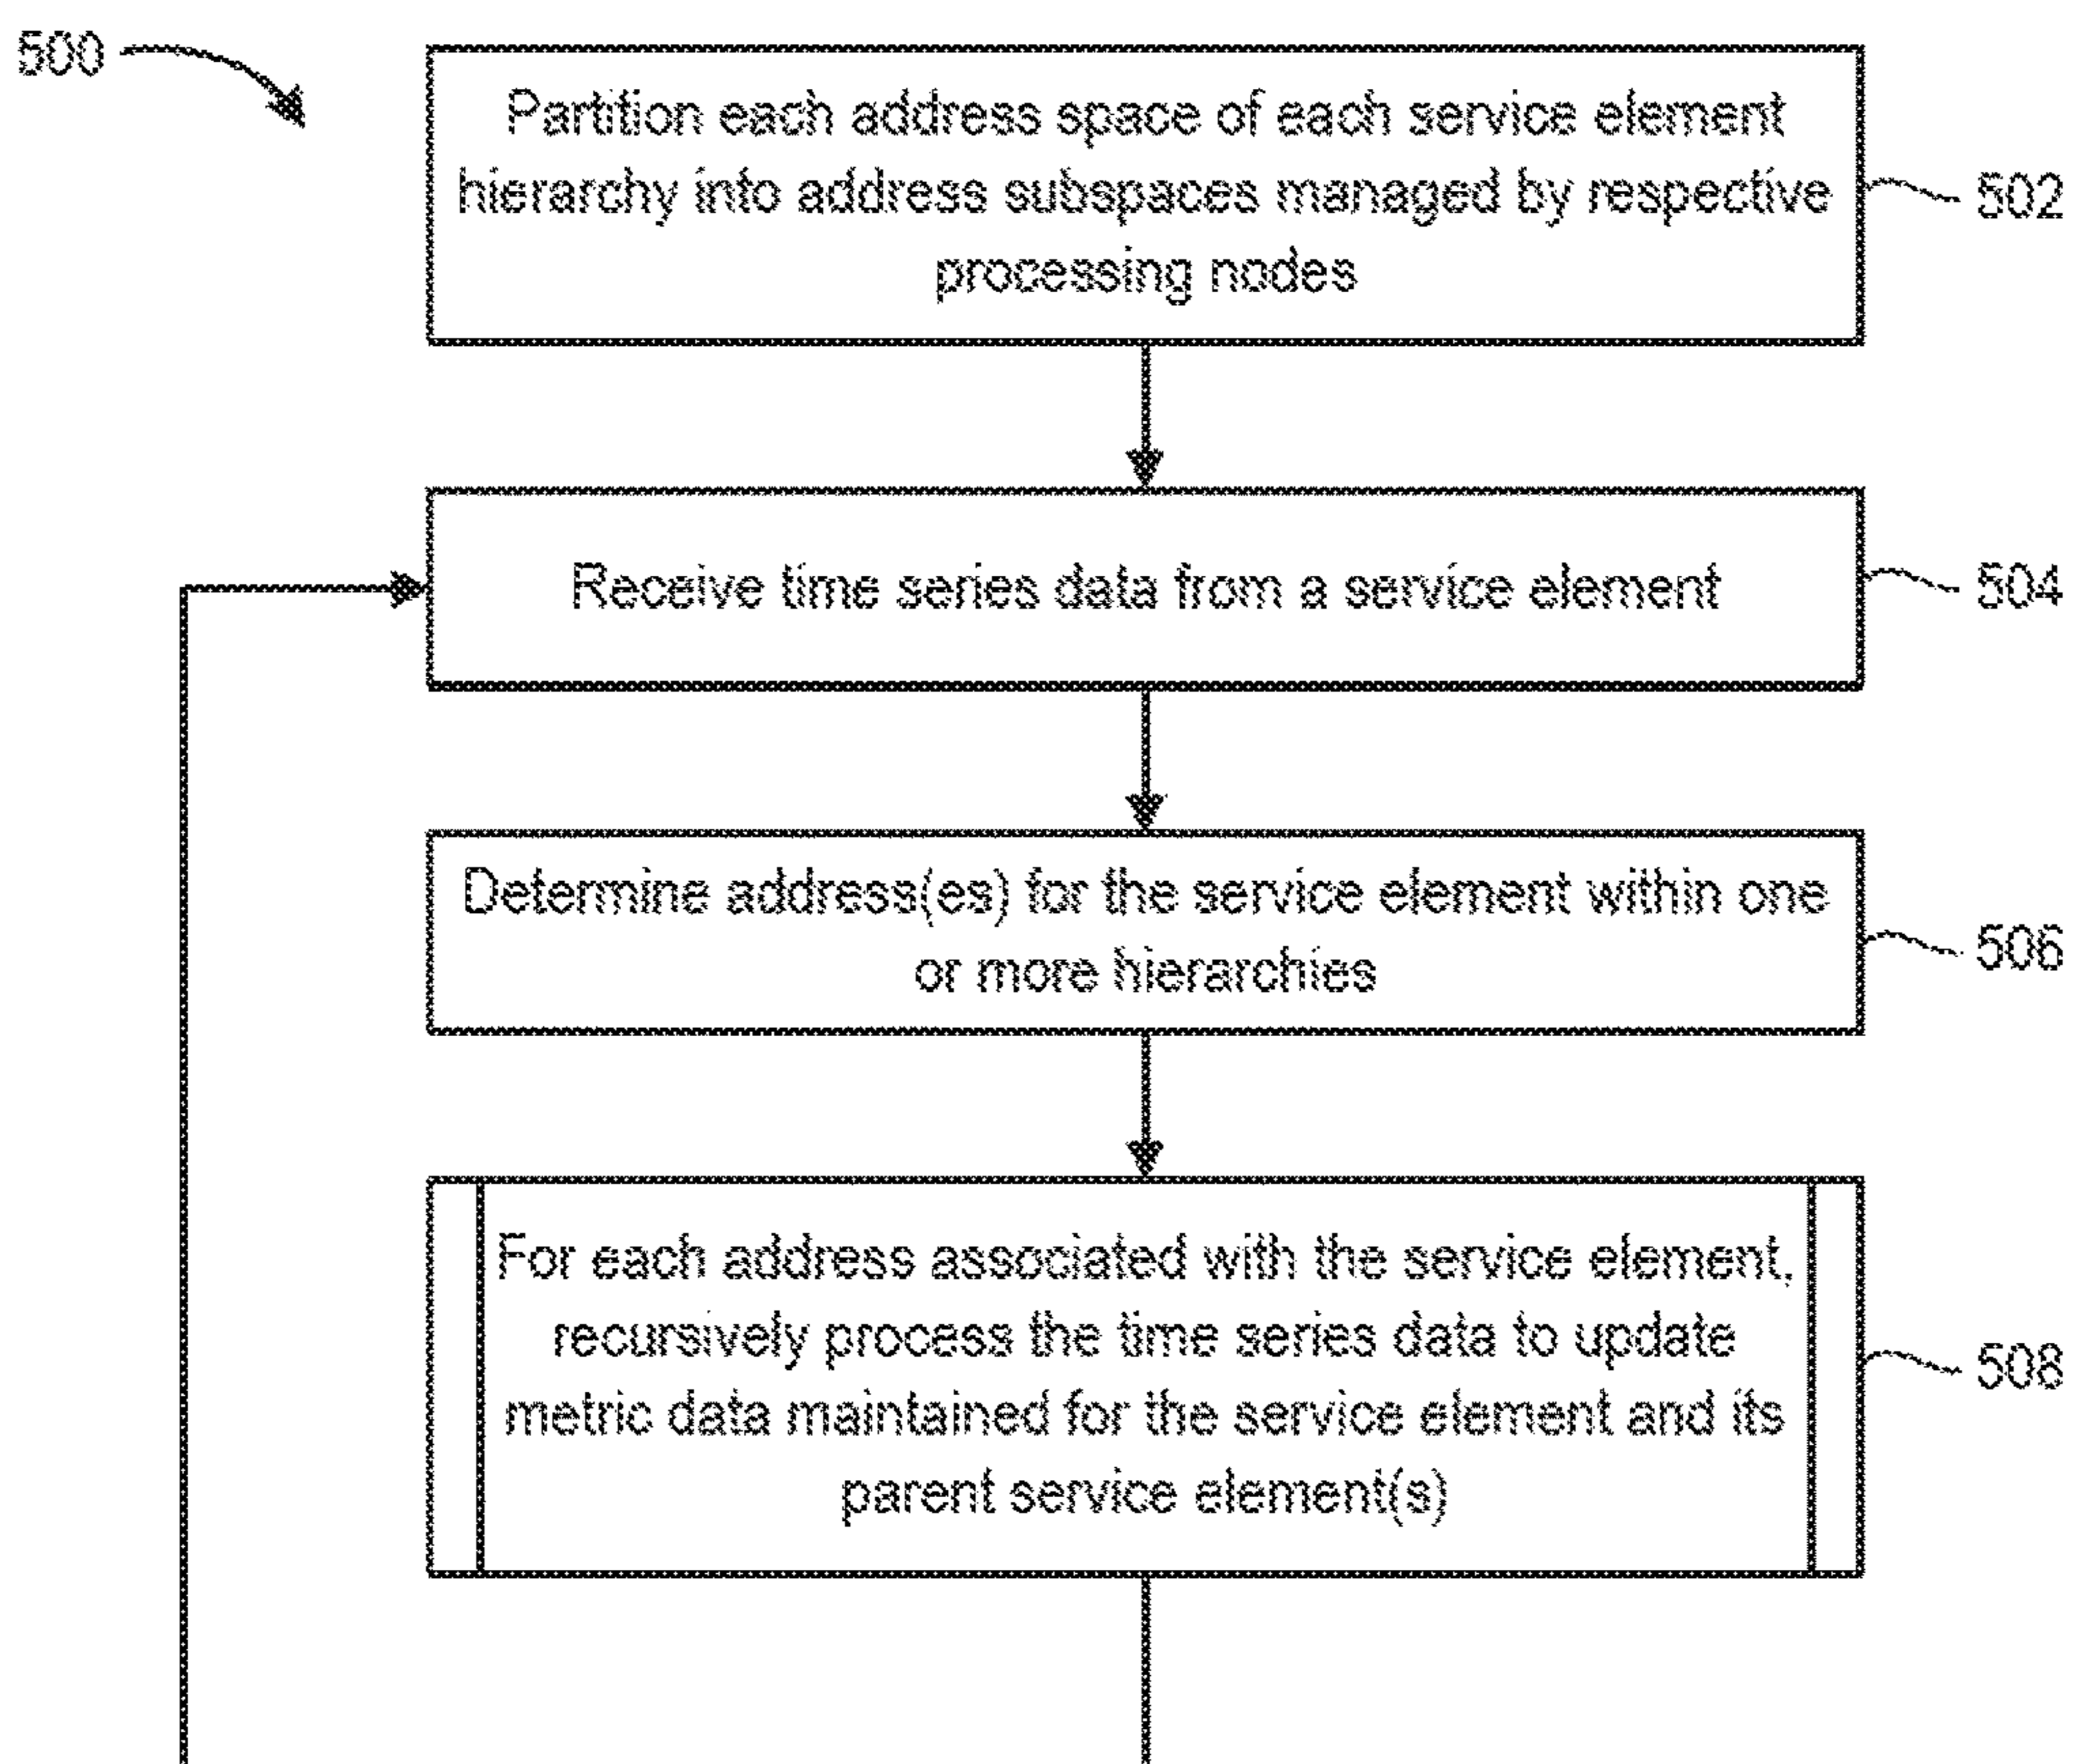 500
Partition each address space of each service element
hierarchy into address subspaces managed by respective
processing nodes
502
Receive time series data from a service element
504
Determine address(es) for the service element within one
or more hierarchies
506
For each address associated with the service element,
recursively process the time series data to update
metric data maintained for the service element and its
parent service element(s)
508